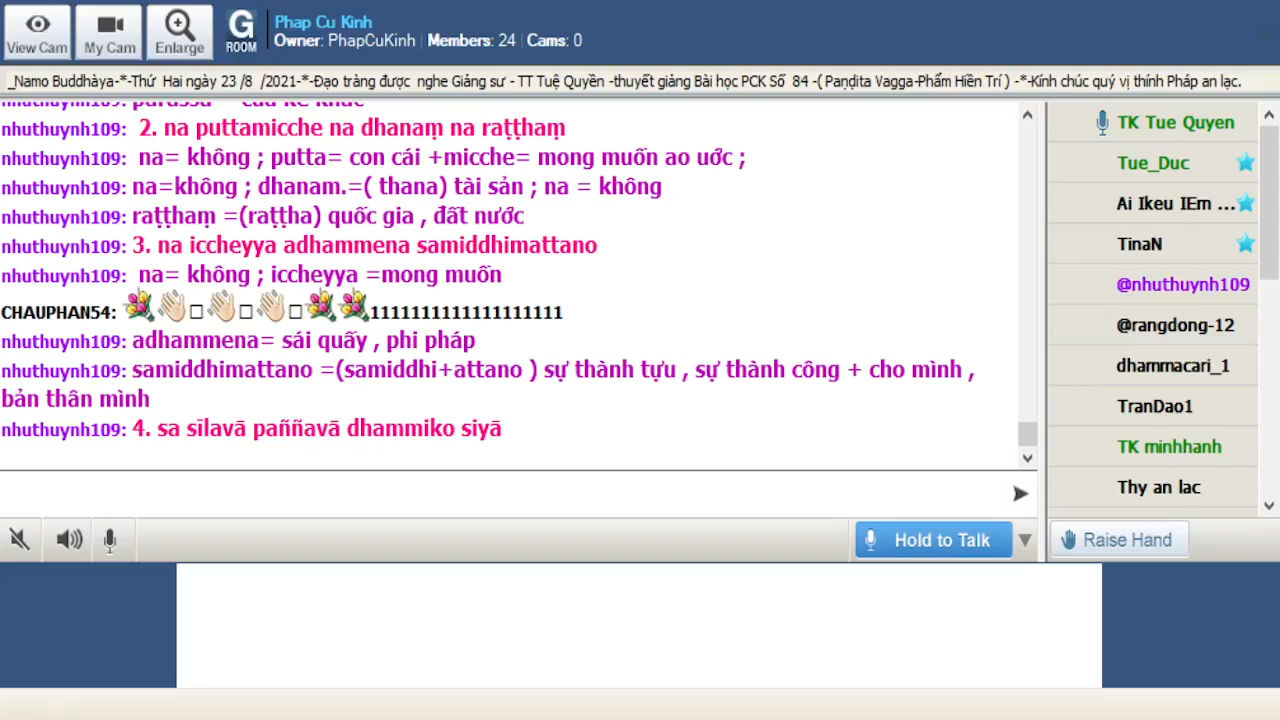 View Cam
My Cam
Enlarge
G
ROOM
Phap Cu Kinh
Owner: PhapCuKinh | Members: 24 | Cams: 0
_Namo Buddhàya-*-Thứ Hai ngày 23 /8 /2021-*-Đạo tràng được nghe Giảng sư - TT Tuệ Quyền -thuyết giảng Bài học PCK Số 84 -( Paṇḍita Vagga-Phẩm Hiền Trí ) -*-Kính chúc quý vị thính Pháp an lạc.
nhuthuynh109: 2. na puttamicche na dhanaṃ na raṭṭhaṃ
nhuthuynh109: na= không ; putta= con cái +micche= mong muốn ao uớc ;
nhuthuynh109: na=không ; dhanam.=( thana) tài sản ; na = không
nhuthuynh109: raṭṭhaṃ =(raṭṭha) quốc gia , đất nước
nhuthuynh109: 3. na iccheyya adhammena samiddhimattano
nhuthuynh109: na= không ; iccheyya =mong muốn
CHAUPHAN54: 1111111111111111111
nhuthuynh109: adhammena= sái quấy , phi pháp
nhuthuynh109: samiddhimattano =(samiddhi+attano ) sự thành tựu , sự thành công + cho mình ,
bản thân mình
nhuthuynh109: 4. sa sīlavā paññavā dhammiko siyā
TK Tue Quyen
Tue_Duc
Ai Ikeu IEm ...
TinaN
@nhuthuynh109
@rangdong-12
dhammacari_1
TranDao1
TK minhhanh
Thy an lac
Hold to Talk
Raise Hand